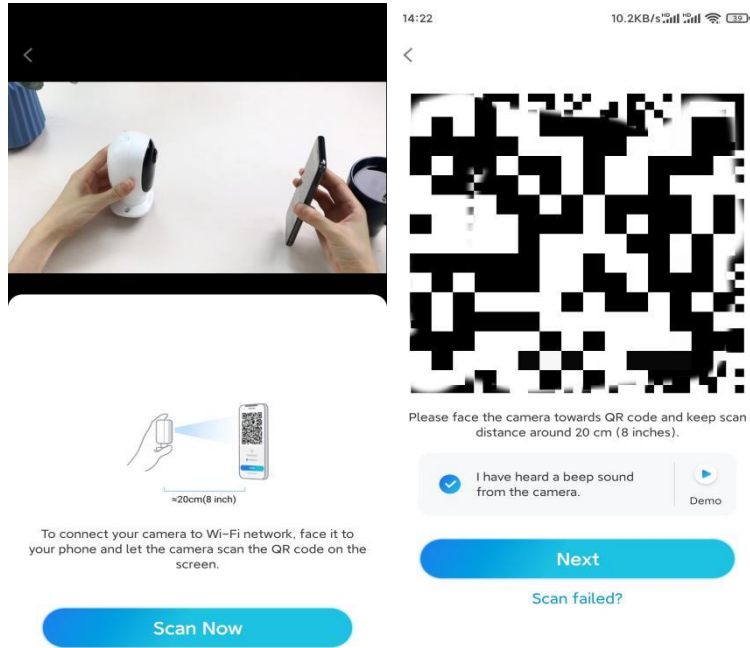 ≈20cm(8 inch)
To connect your camera to Wi-Fi network, face it to
your phone and let the camera scan the QR code on the
screen.
Scan Now
14:22
10.2KB/s HD HD 39
Please face the camera towards QR code and keep scan
distance around 20 cm (8 inches).
I have heard a beep sound
from the camera.
Demo
Next
Scan failed?